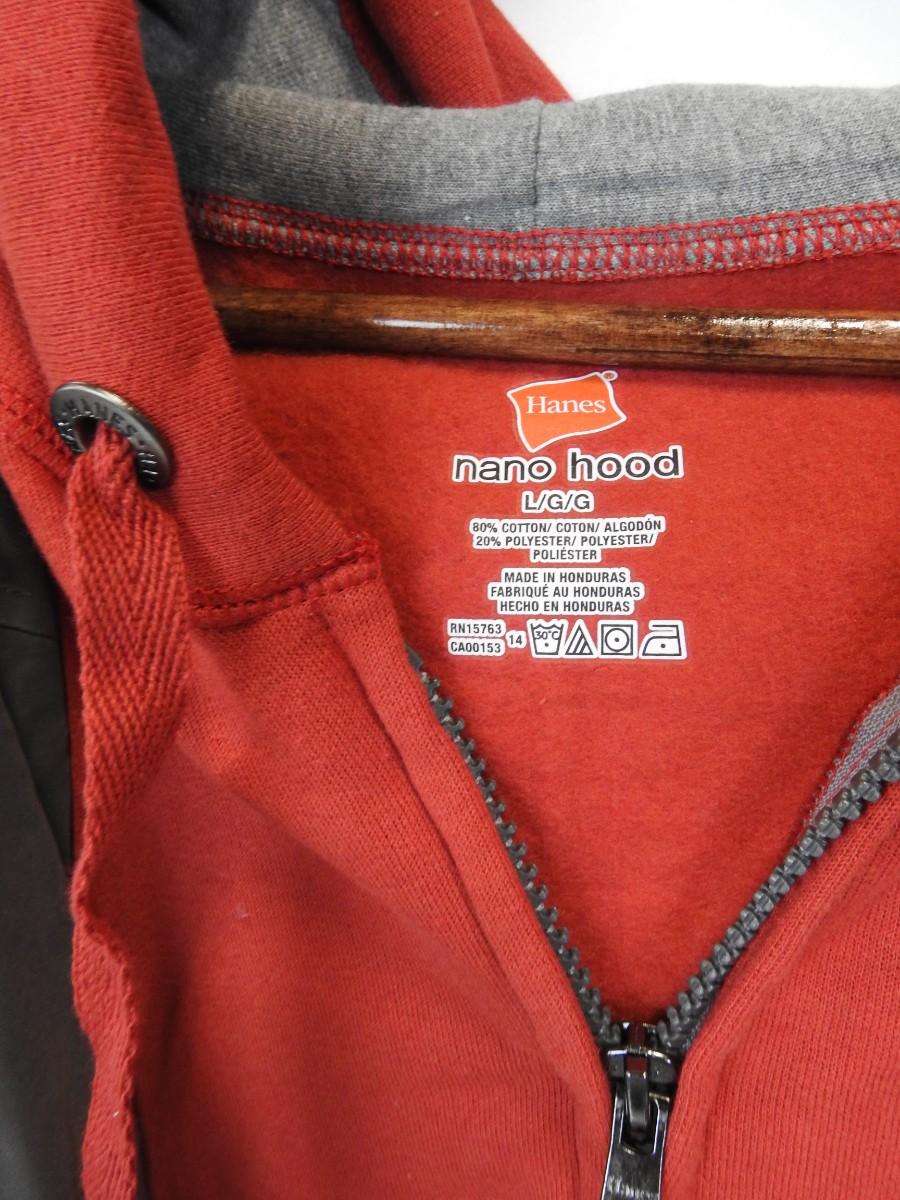 Hanes®
nano hood
L/G/G
80% COTTON/ COTON/ ALGODÓN
20% POLYESTER/ POLYESTER/
POLIÉSTER
MADE IN HONDURAS
FABRIQUÉ AU HONDURAS
HECHO EN HONDURAS
RN15763
CA00153
14
30°C
HANES